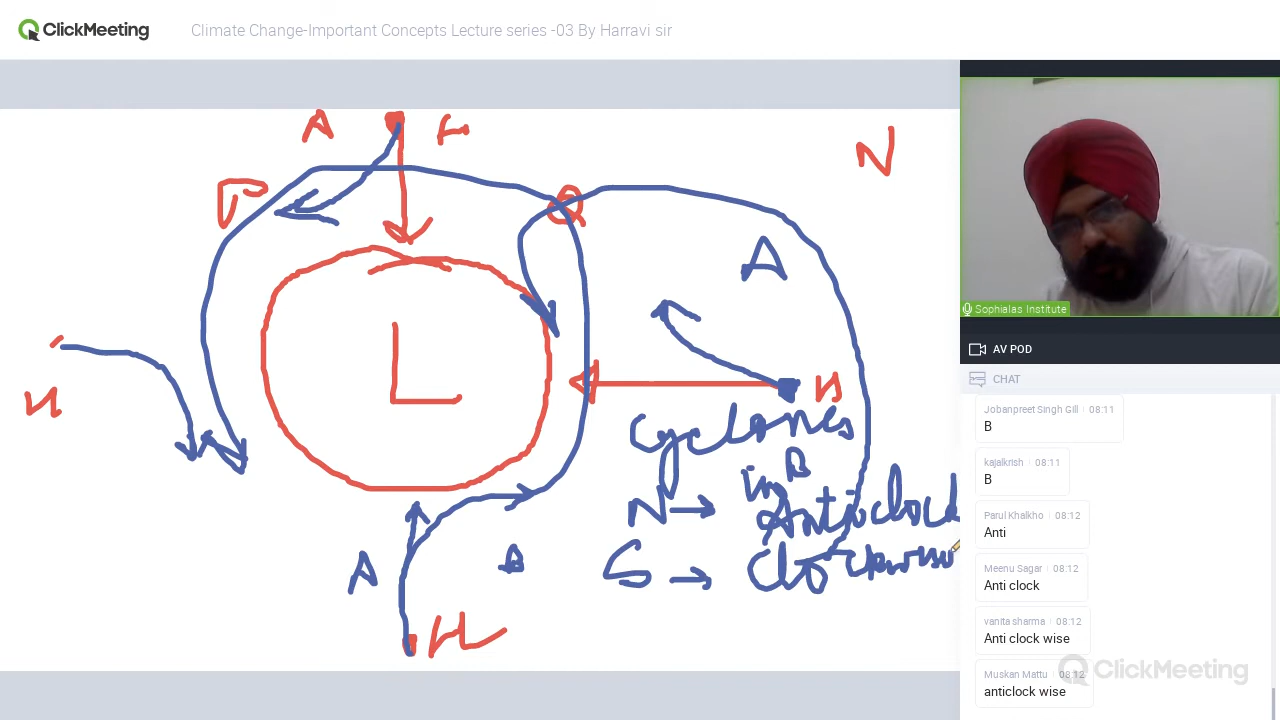 ClickMeeting
Climate Change-Important Concepts Lecture series -03 By Harravi sir
A
N
L
A
H
Cyclones
B
in
N → Anticlock
S → Clockwise
A
B
H
Sophialas Institute
AV POD
CHAT
Jobanpreet Singh Gill 08:11
B
kajalkrish 08:11
B
Parul Khalkho 08:12
Anti
Meenu Sagar 08:12
Anti clock
vanita sharma 08:12
Anti clock wise
Muskan Mattu 08:12
anticlock wise
ClickMeeting